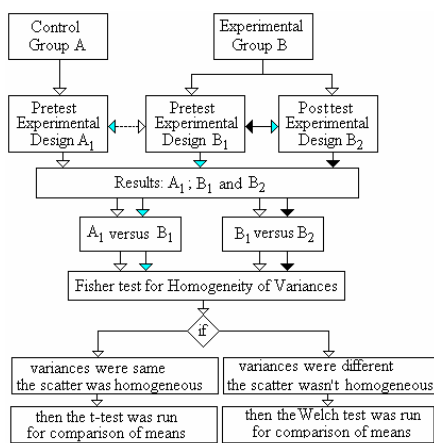 Control
Group A
Experimental
Group B
Pretest
Experimental
Design A1
Pretest
Experimental
Design B1
Posttest
Experimental
Design B2
Results: A1 ; B1 and B2
A1 versus B1
B1 versus B2
Fisher test for Homogeneity of Variances
if
variances were same
the scatter was homogeneous
variances were different
the scatter wasn't homogeneous
then the t-test was run
for comparison of means
then the Welch test was run
for comparison of means